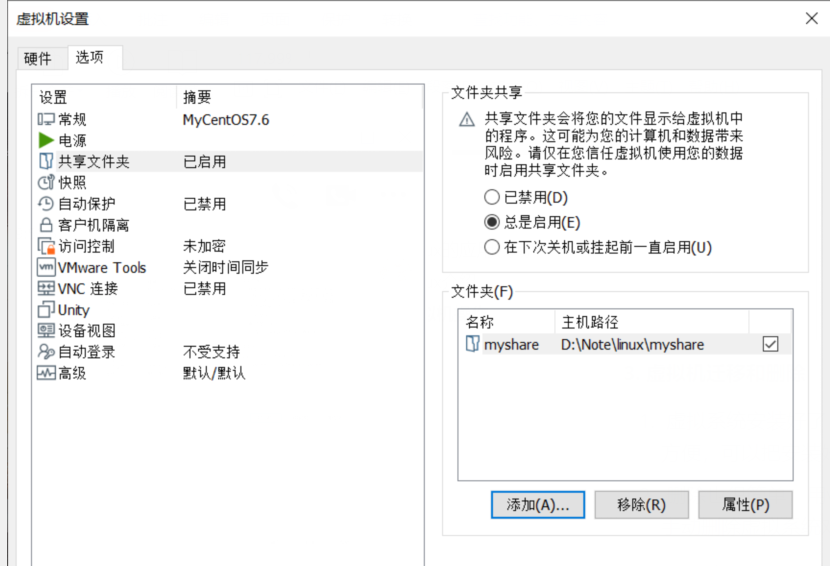 虚拟机设置
硬件 选项
设置 摘要
常规 MyCentOS7.6
电源
共享文件夹 已启用
快照
自动保护 已禁用
客户机隔离
访问控制 未加密
VMware Tools 关闭时间同步
VNC 连接 已禁用
Unity
设备视图
自动登录 不受支持
高级 默认/默认
文件夹共享
共享文件夹会将您的文件显示给虚拟机中
的程序。这可能为您的计算机和数据带来
风险。请仅在您信任虚拟机使用您的数据
时启用共享文件夹。
已禁用(D)
总是启用(E)
在下次关机或挂起前一直启用(U)
文件夹(F)
名称 主机路径
myshare D:\Note\linux\myshare
添加(A)... 移除(R) 属性(P)